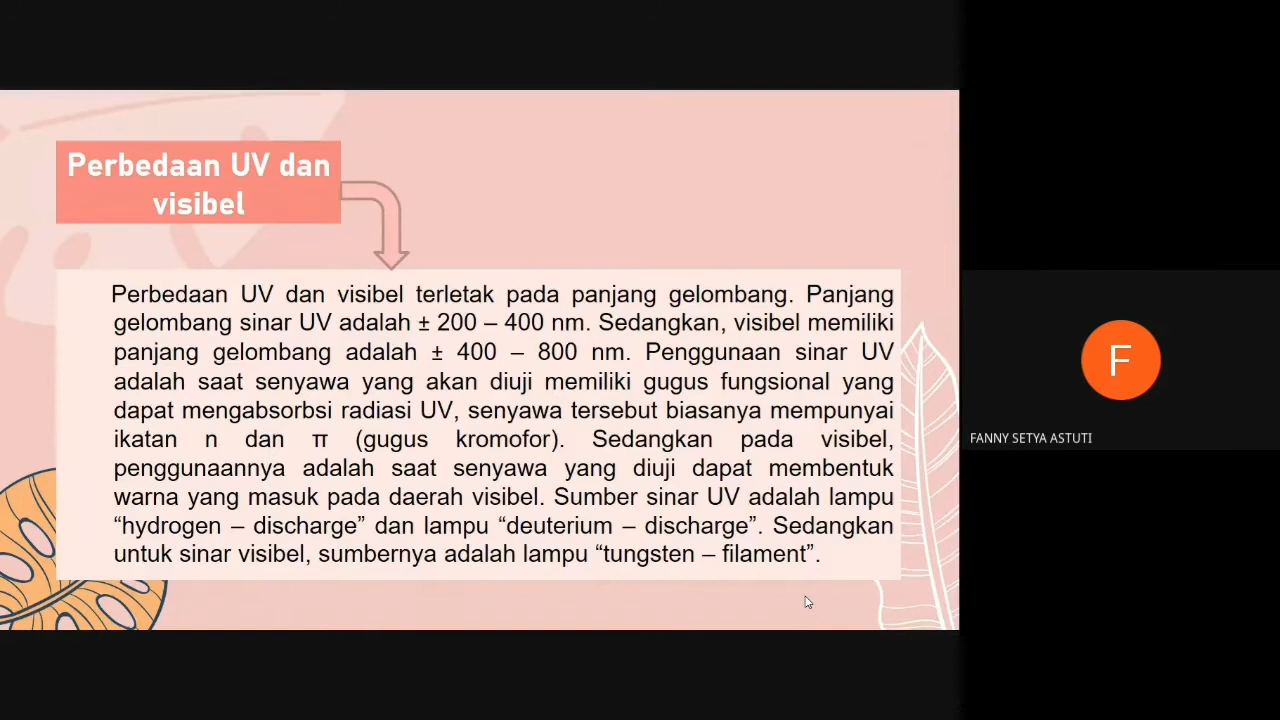 Perbedaan UV dan
visibel
Perbedaan UV dan visibel terletak pada panjang gelombang. Panjang
gelombang sinar UV adalah ± 200 – 400 nm. Sedangkan, visibel memiliki
panjang gelombang adalah ± 400 – 800 nm. Penggunaan sinar UV
adalah saat senyawa yang akan diuji memiliki gugus fungsional yang
dapat mengabsorbsi radiasi UV, senyawa tersebut biasanya mempunyai
ikatan n dan π (gugus kromofor). Sedangkan pada visibel,
penggunaannya adalah saat senyawa yang diuji dapat membentuk
warna yang masuk pada daerah visibel. Sumber sinar UV adalah lampu
“hydrogen – discharge” dan lampu “deuterium – discharge”. Sedangkan
untuk sinar visibel, sumbernya adalah lampu “tungsten – filament”.
F
FANNY SETYA ASTUTI